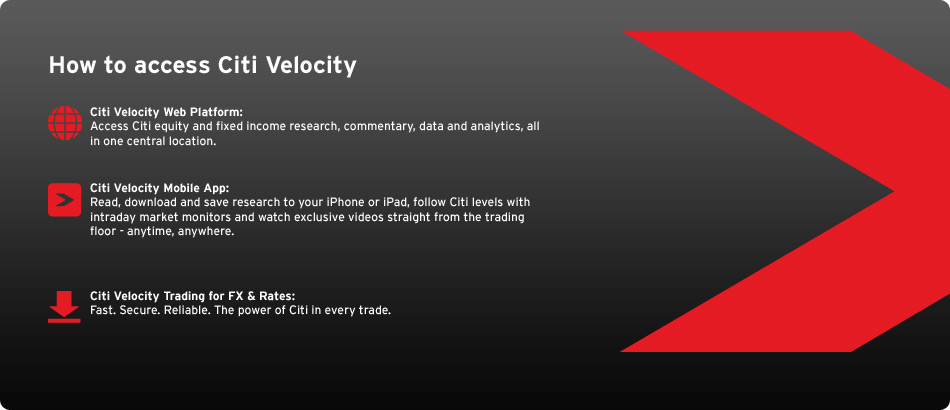 How to access Citi Velocity
Citi Velocity Web Platform:
Access Citi equity and fixed income research, commentary, data and analytics, all
in one central location.
Citi Velocity Mobile App:
Read, download and save research to your iPhone or iPad, follow Citi levels with
intraday market monitors and watch exclusive videos straight from the trading
floor - anytime, anywhere.
Citi Velocity Trading for FX & Rates:
Fast. Secure. Reliable. The power of Citi in every trade.